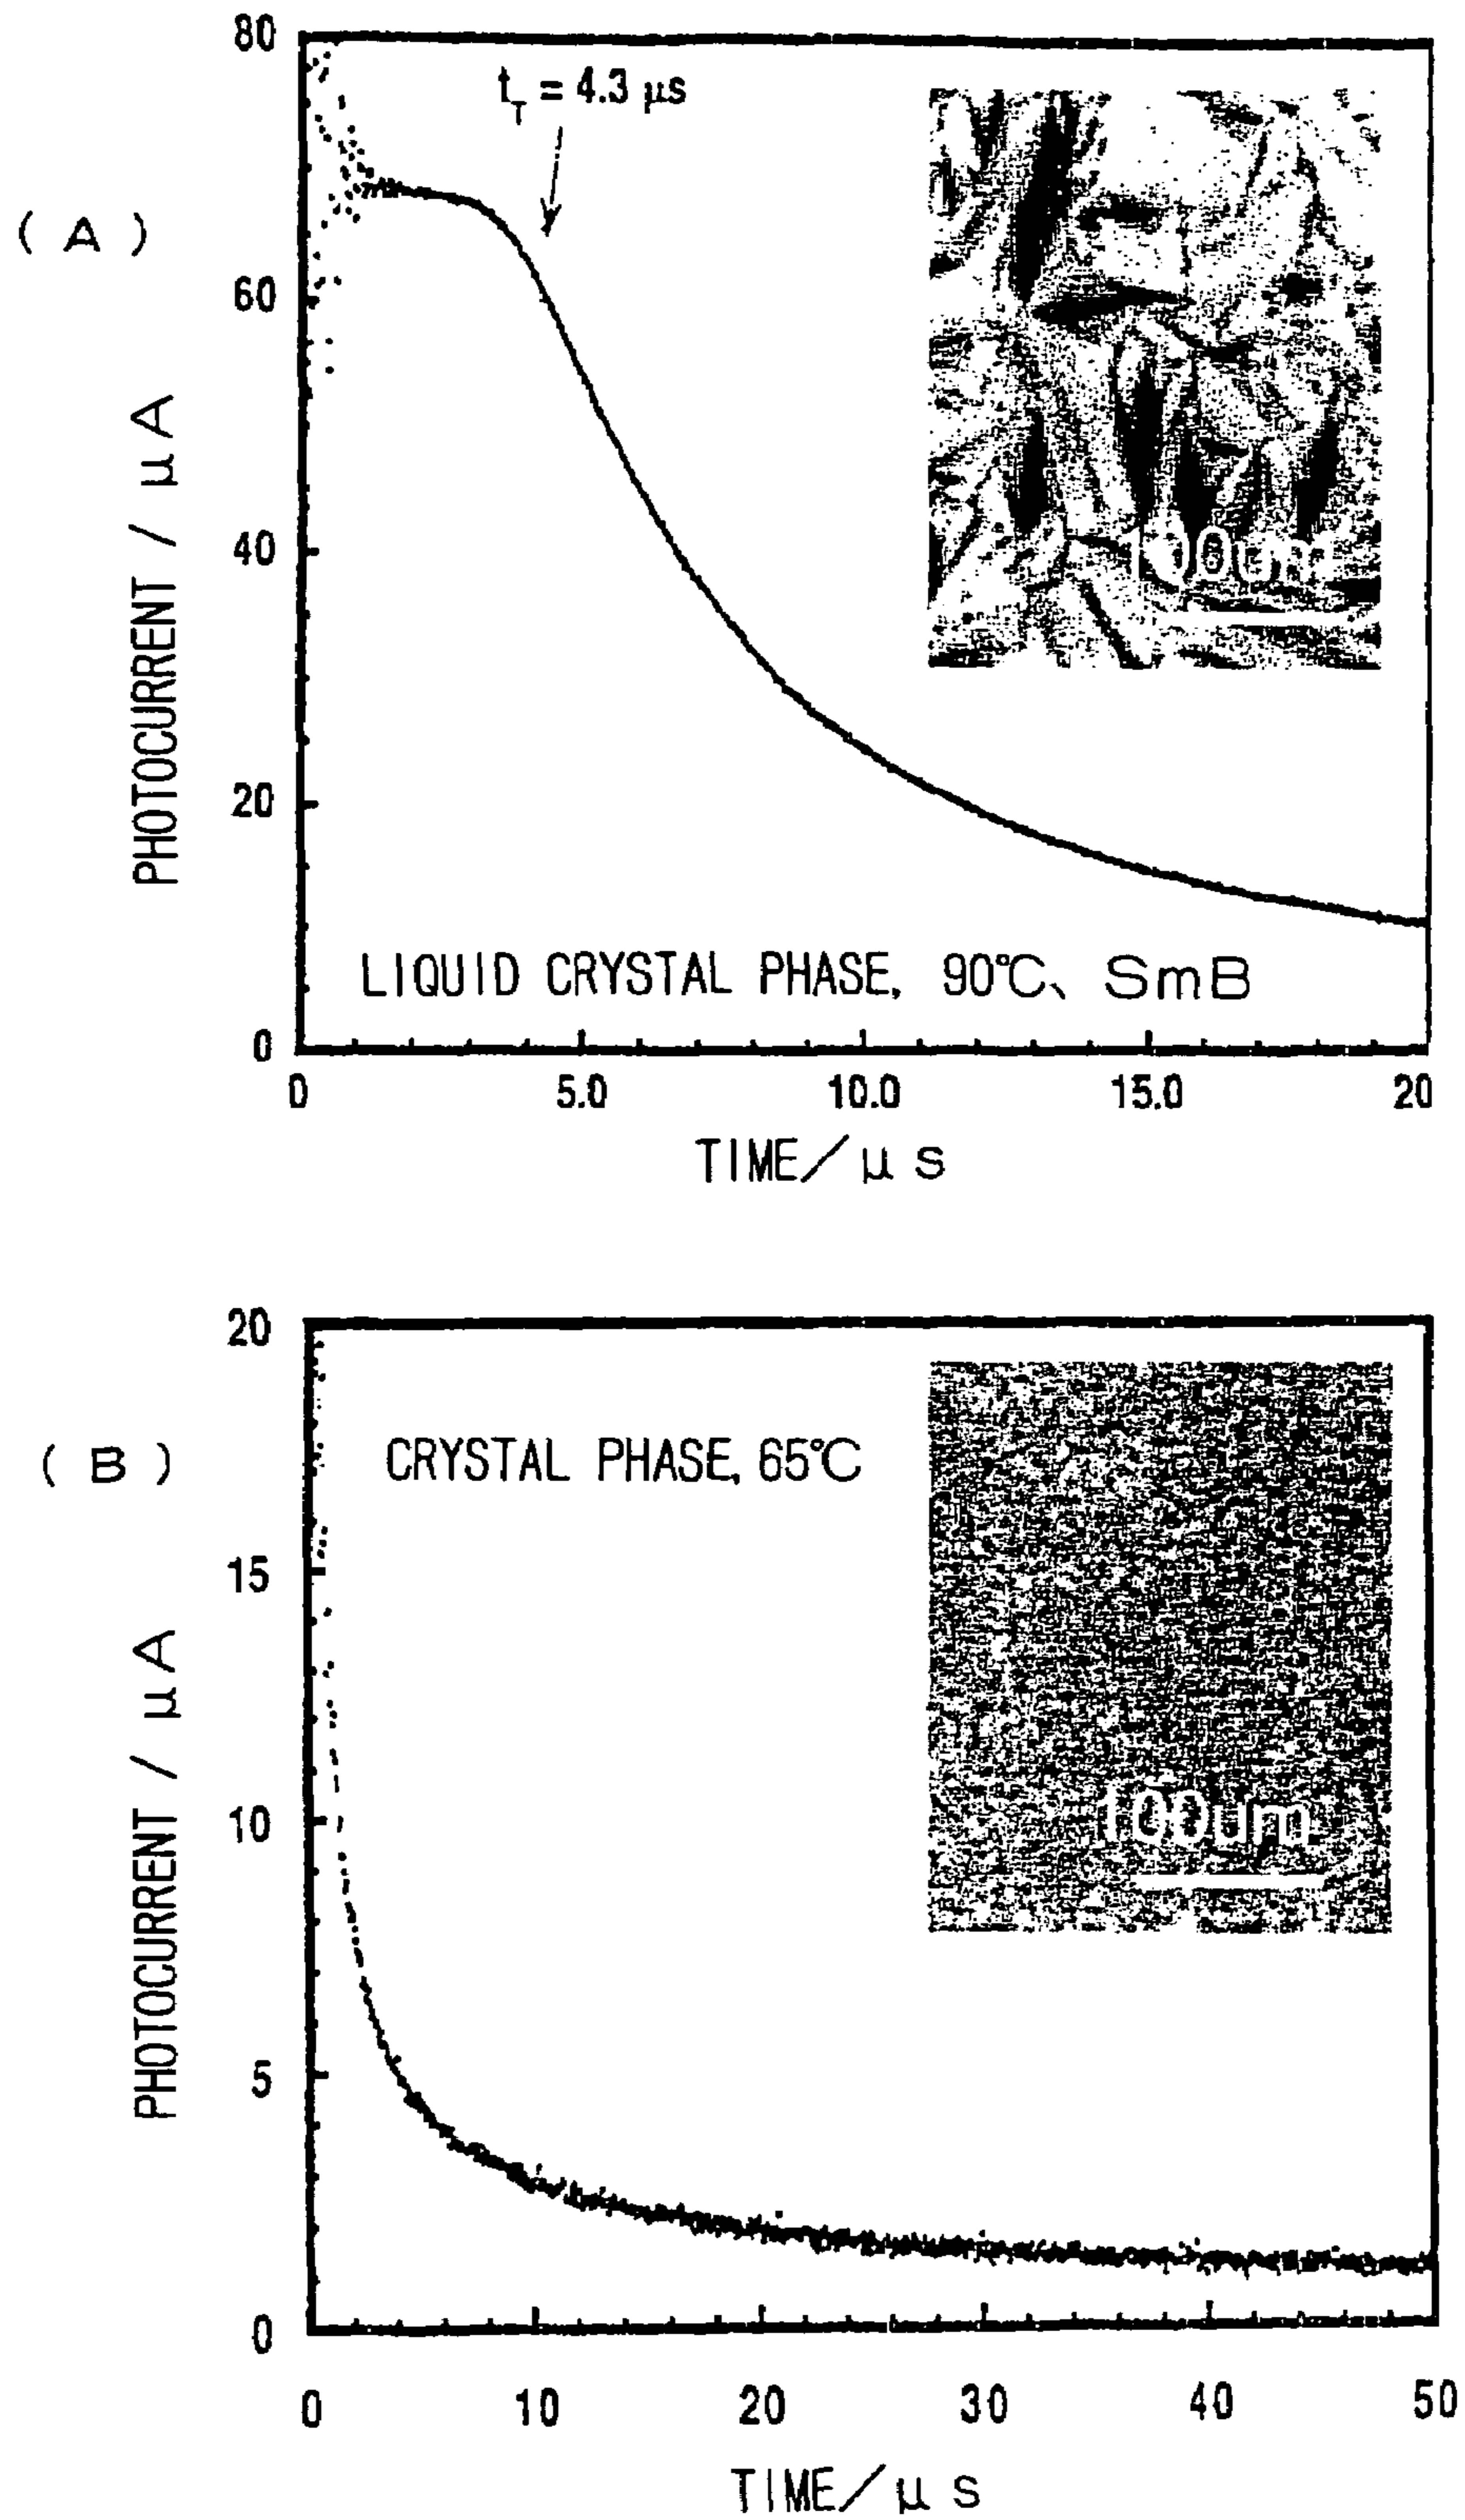 80
t_T = 4.3 μs
( A )
60
40
20
0
PHOTOCURRENT / μA
LIQUID CRYSTAL PHASE, 90℃、 SmB
0 5.0 10.0 15.0 20
TIME/μs
20
( B )
CRYSTAL PHASE, 65℃
15
10
5
0
PHOTOCURRENT / μA
100um
0 10 20 30 40 50
TIME/μs